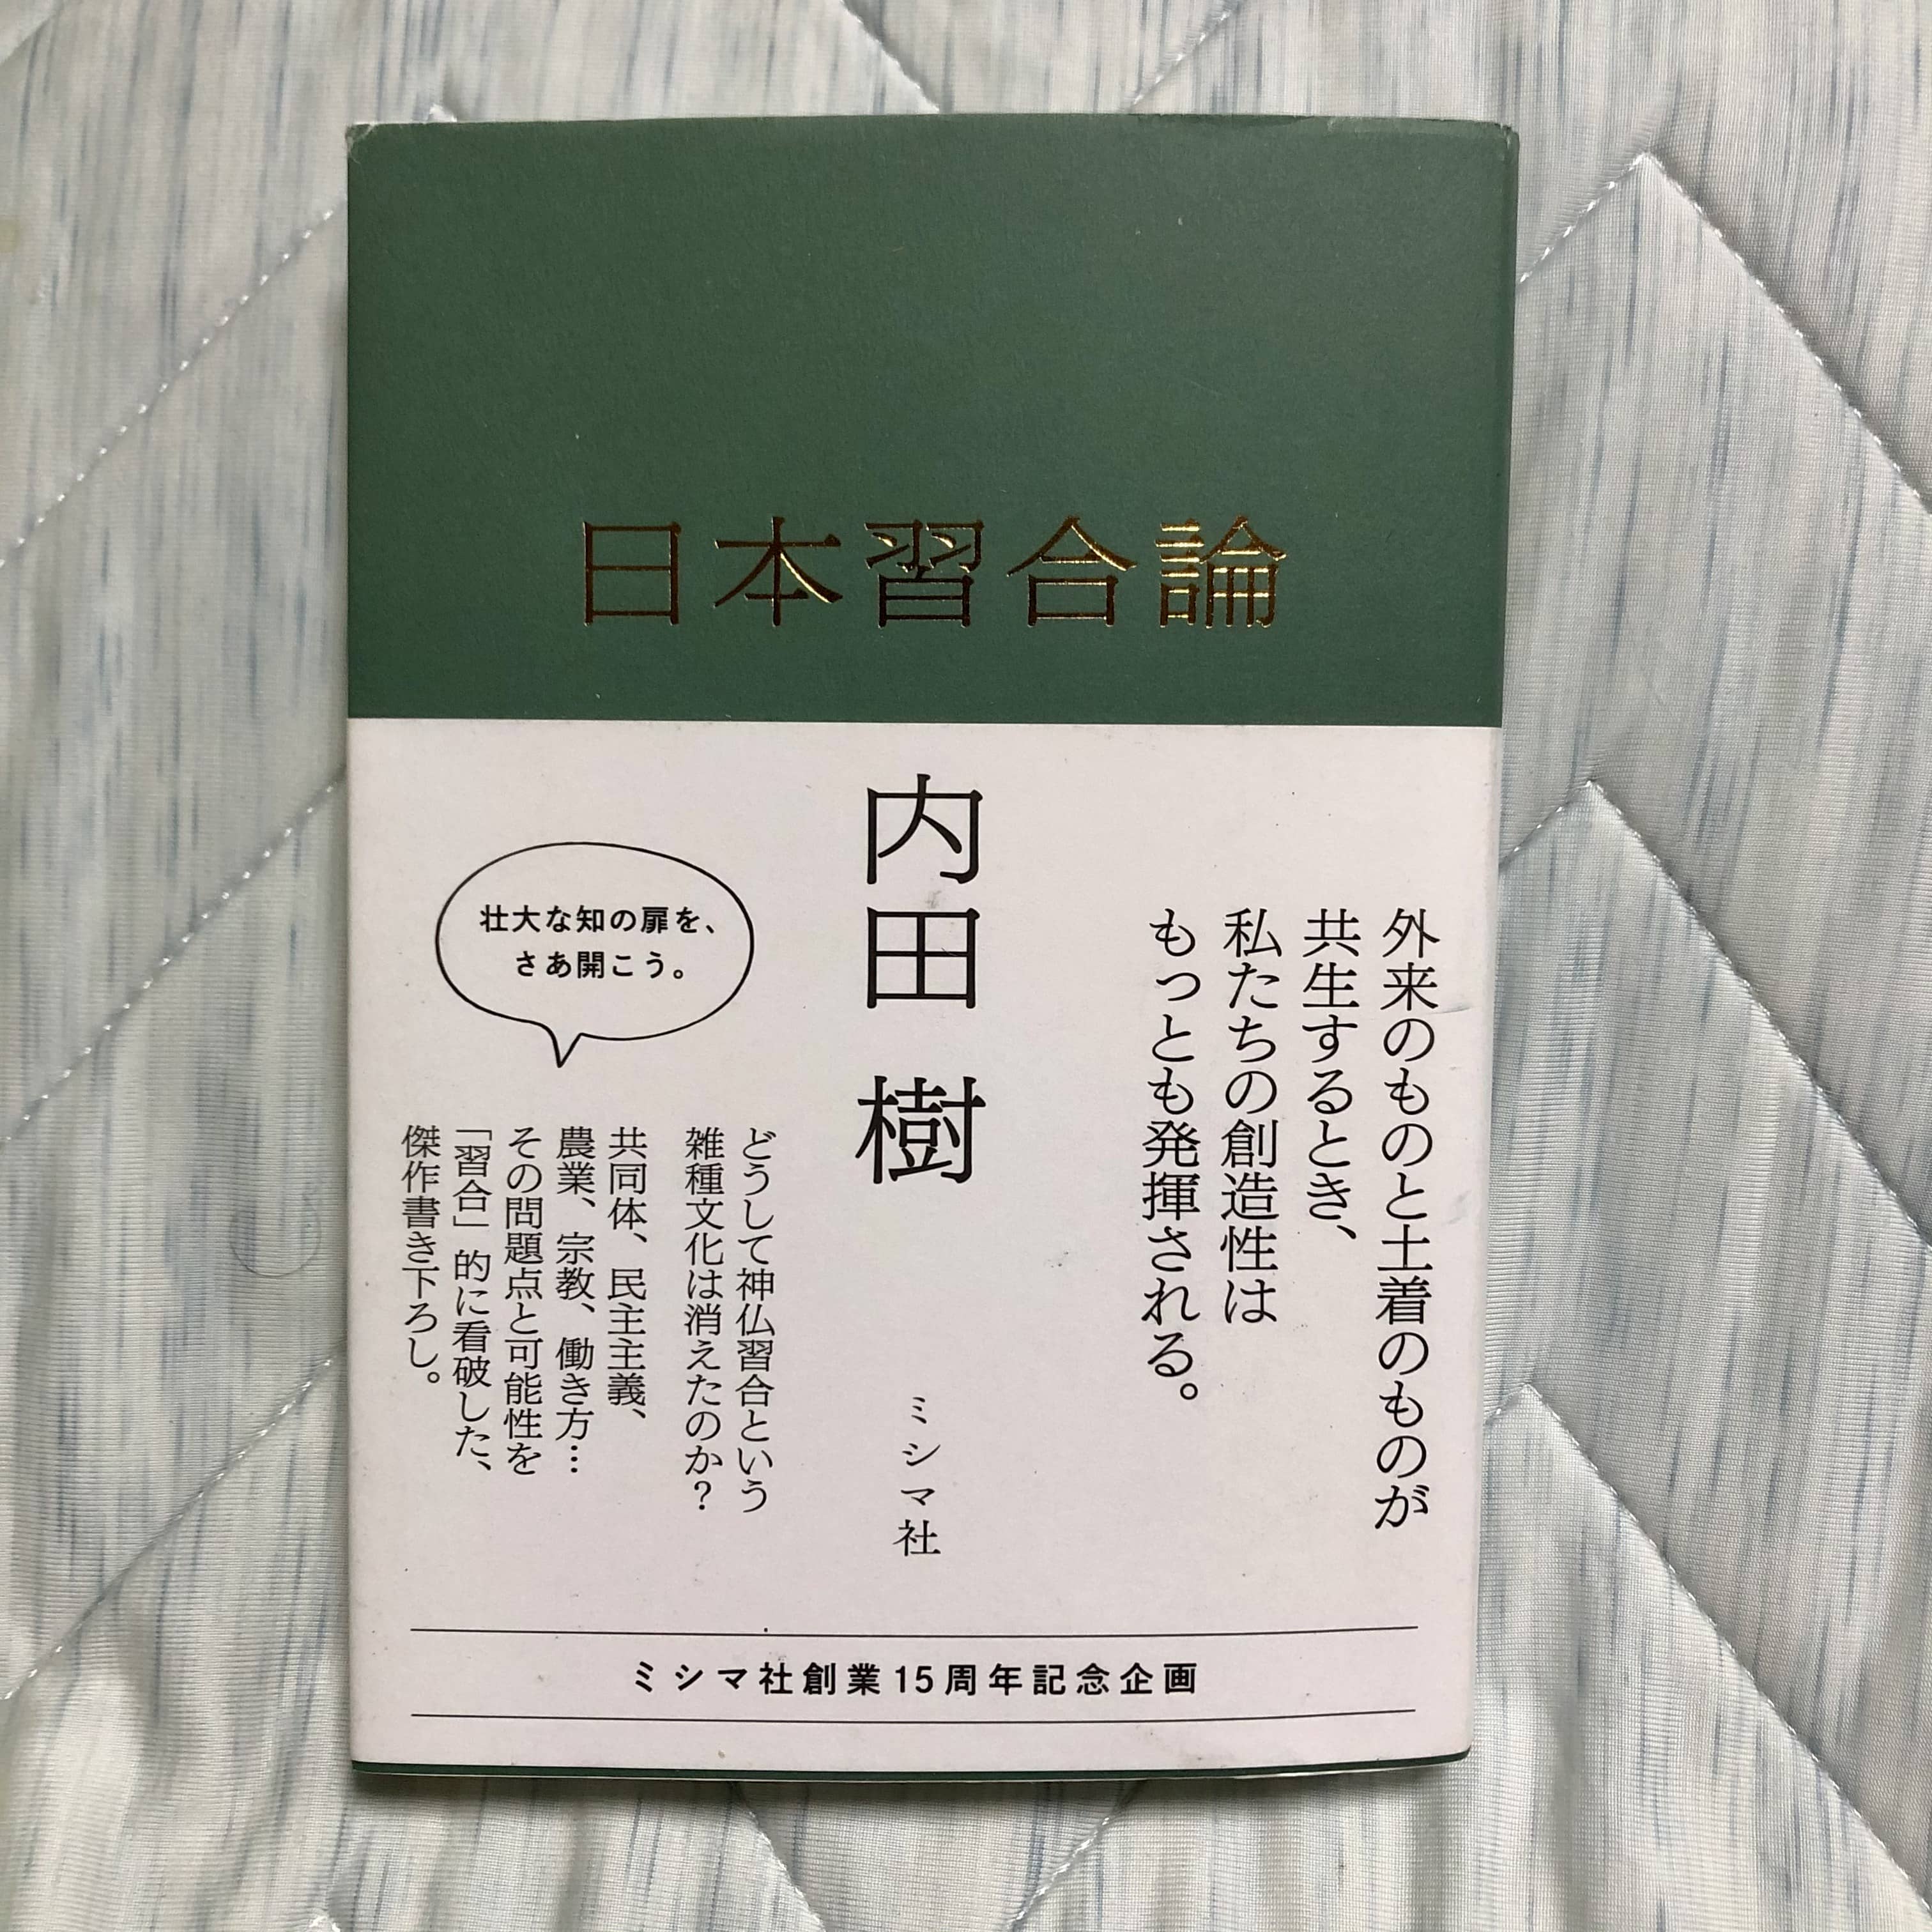 日本習合論
外来のものと土着のものが
共生するとき、
私たちの創造性は
もっとも発揮される。
内田 樹
ミシマ社
壮大な知の扉を、
さあ開こう。
どうして神仏習合という
雑種文化は消えたのか？
共同体、民主主義、
農業、宗教、働き方…
その問題点と可能性を
「習合」的に看破した、
傑作書き下ろし。
ミシマ社創業15周年記念企画